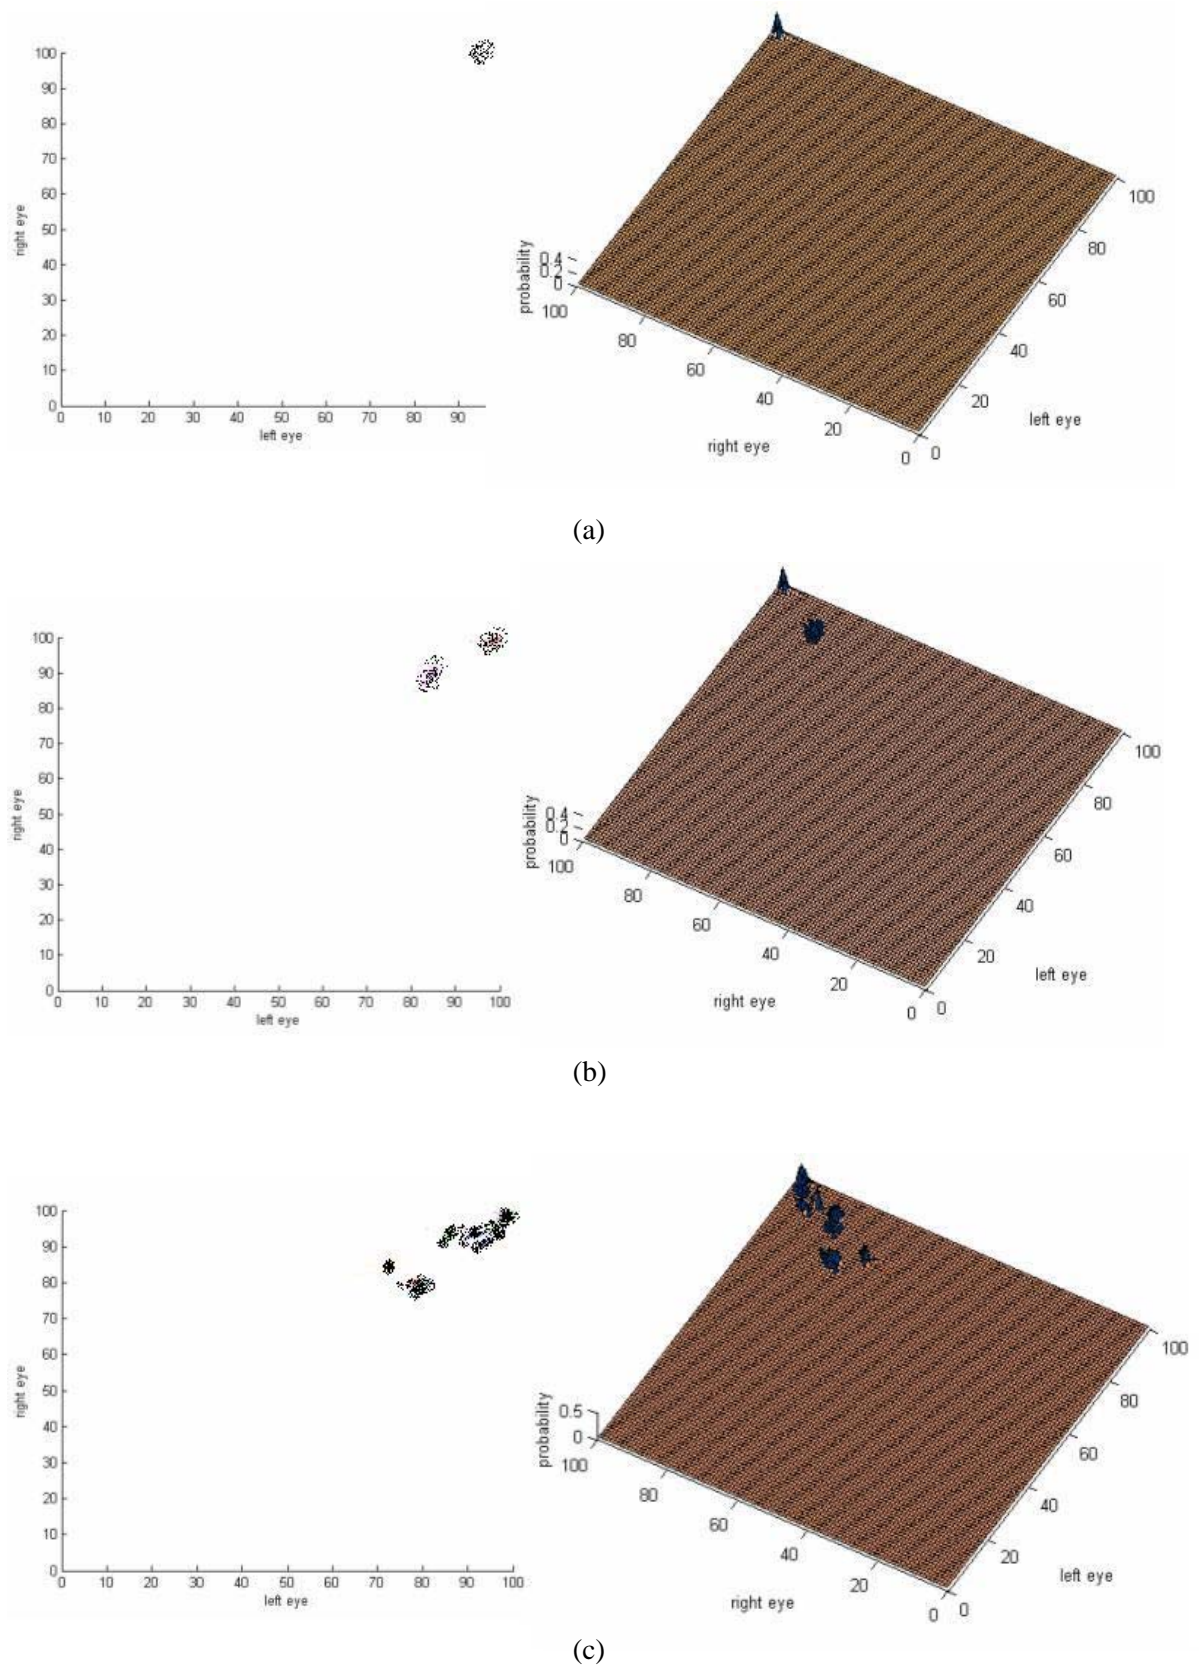 100
90
80
70
60
50
40
30
20
10
0
right eye
0 10 20 30 40 50 60 70 80 90
left eye
probability
0.4
0.2
0
100 80 60 40 20 0
right eye
0 20 40 60 80 100
left eye
(a)
100
90
80
70
60
50
40
30
20
10
0
right eye
0 10 20 30 40 50 60 70 80 90 100
left eye
probability
0.4
0.2
0
100 80 60 40 20 0
right eye
0 20 40 60 80 100
left eye
(b)
100
90
80
70
60
50
40
30
20
10
0
right eye
0 10 20 30 40 50 60 70 80 90 100
left eye
probability
0.5
0
100 80 60 40 20 0
right eye
0 20 40 60 80 100
left eye
(c)